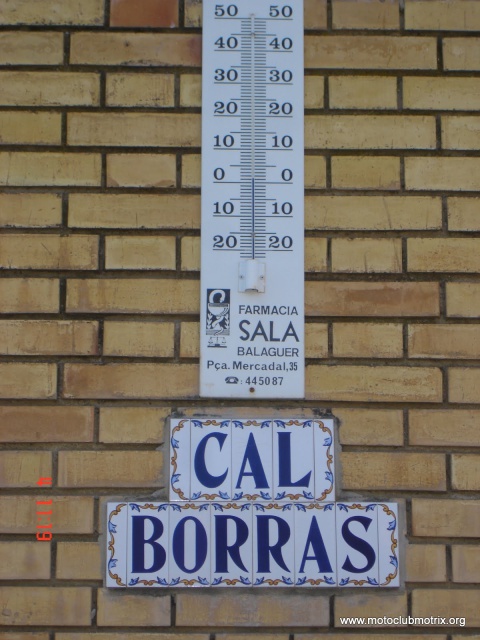 50 50
40 40
30 30
20 20
10 10
0 0
10 10
20 20
FARMACIA
SALA
BALAGUER
Pça. Mercadal,35
☎: 445087
CAL
BORRAS
www.motoclubmotrix.org